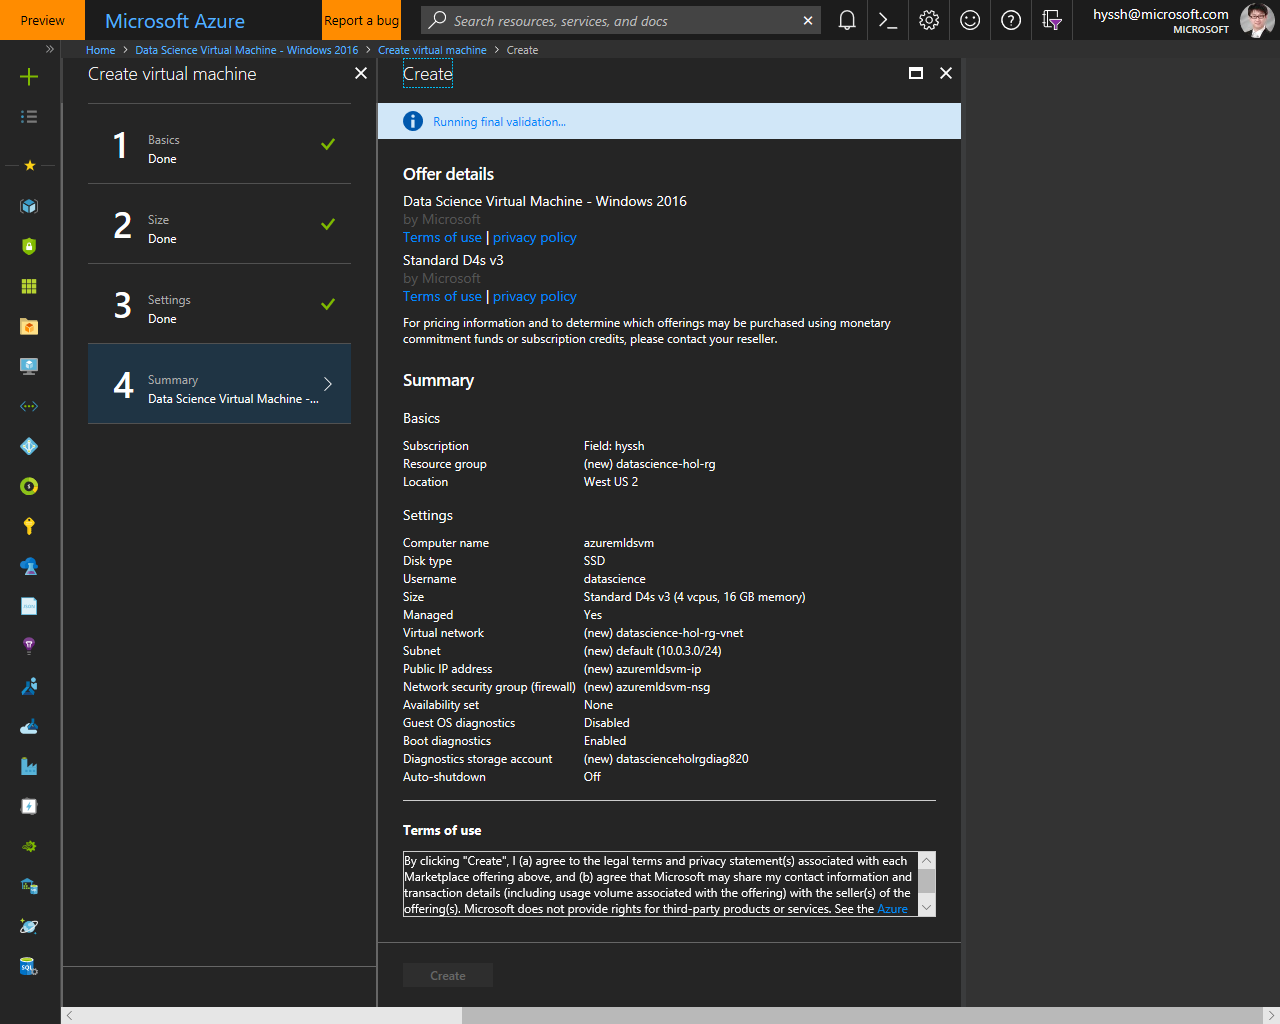 Preview
Microsoft Azure
Report a bug
Search resources, services, and docs
hyssh@microsoft.com
MICROSOFT
Home > Data Science Virtual Machine - Windows 2016 > Create virtual machine > Create
Create virtual machine
1
Basics
Done
2
Size
Done
3
Settings
Done
4
Summary
Data Science Virtual Machine -...
Create
Running final validation...
Offer details
Data Science Virtual Machine - Windows 2016
by Microsoft
Terms of use | privacy policy
Standard D4s v3
by Microsoft
Terms of use | privacy policy
For pricing information and to determine which offerings may be purchased using monetary
commitment funds or subscription credits, please contact your reseller.
Summary
Basics
Subscription Field: hyssh
Resource group (new) datascience-hol-rg
Location West US 2
Settings
Computer name azuremldsvm
Disk type SSD
Username datascience
Size Standard D4s v3 (4 vcpus, 16 GB memory)
Managed Yes
Virtual network (new) datascience-hol-rg-vnet
Subnet (new) default (10.0.3.0/24)
Public IP address (new) azuremldsvm-ip
Network security group (firewall) (new) azuremldsvm-nsg
Availability set None
Guest OS diagnostics Disabled
Boot diagnostics Enabled
Diagnostics storage account (new) datascienceholrgdiag820
Auto-shutdown Off
Terms of use
By clicking "Create", I (a) agree to the legal terms and privacy statement(s) associated with each
Marketplace offering above, and (b) agree that Microsoft may share my contact information and
transaction details (including usage volume associated with the offering) with the seller(s) of the
offering(s). Microsoft does not provide rights for third-party products or services. See the Azure
Create